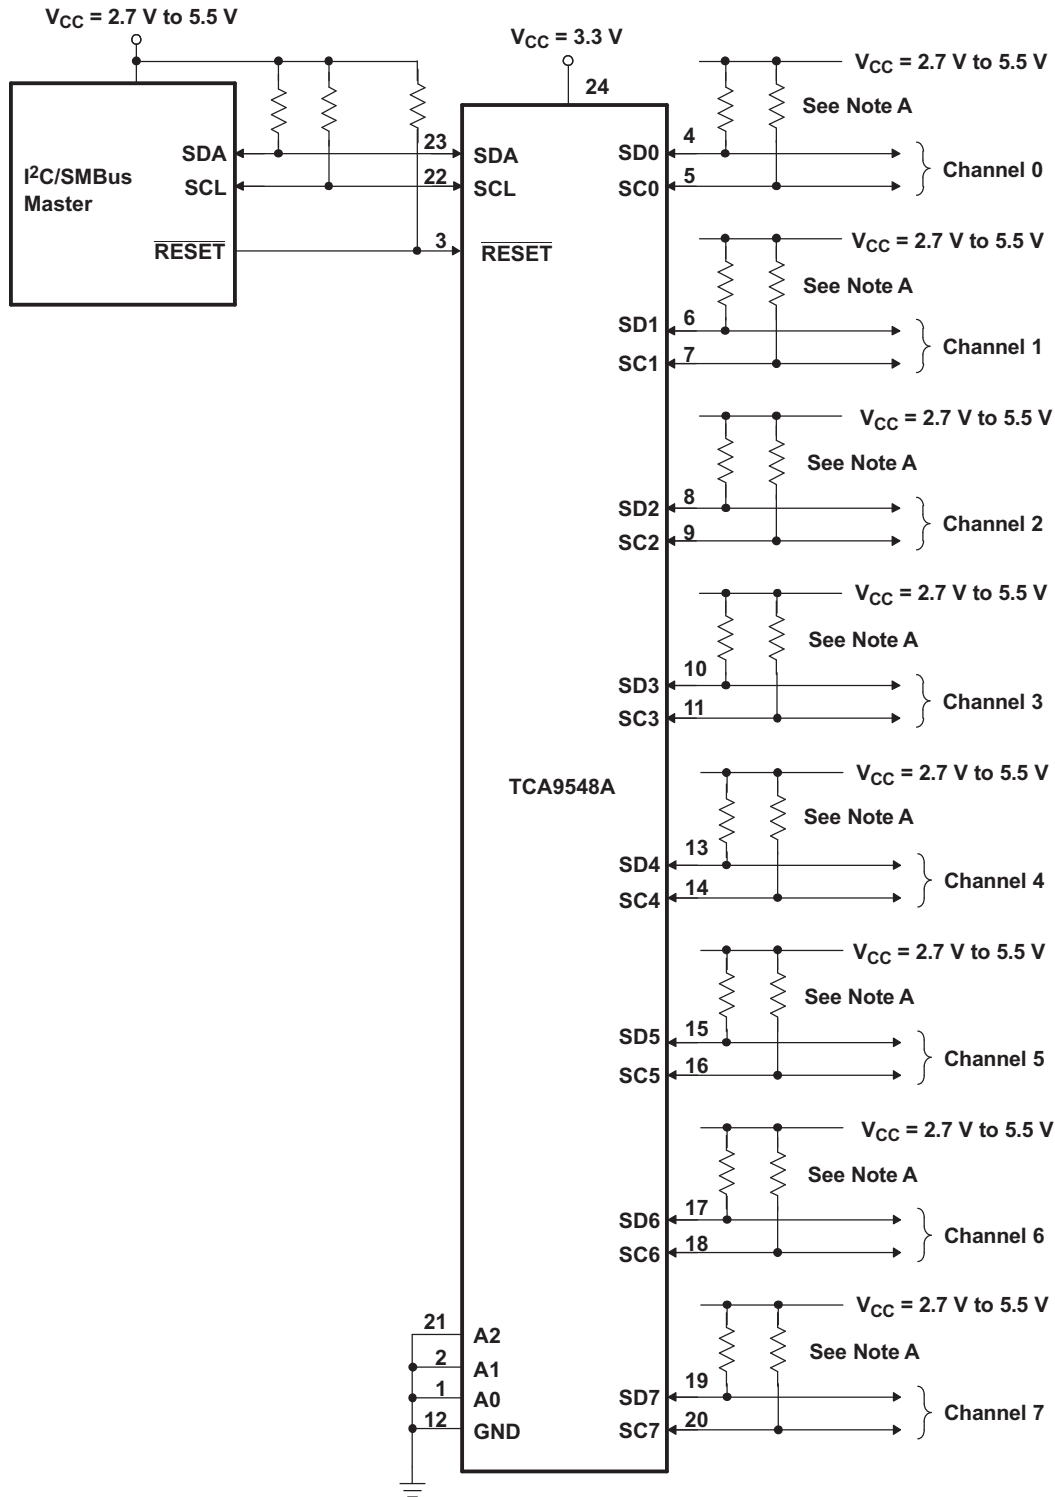 VCC = 2.7 V to 5.5 V
VCC = 3.3 V
24
I2C/SMBus
Master
SDA
SCL
RESET
23
22
3
SDA
SCL
RESET
TCA9548A
21
2
1
12
A2
A1
A0
GND
VCC = 2.7 V to 5.5 V
See Note A
SD0
4
SC0
5
Channel 0
VCC = 2.7 V to 5.5 V
See Note A
SD1
6
SC1
7
Channel 1
VCC = 2.7 V to 5.5 V
See Note A
SD2
8
SC2
9
Channel 2
VCC = 2.7 V to 5.5 V
See Note A
SD3
10
SC3
11
Channel 3
VCC = 2.7 V to 5.5 V
See Note A
SD4
13
SC4
14
Channel 4
VCC = 2.7 V to 5.5 V
See Note A
SD5
15
SC5
16
Channel 5
VCC = 2.7 V to 5.5 V
See Note A
SD6
17
SC6
18
Channel 6
VCC = 2.7 V to 5.5 V
See Note A
SD7
19
SC7
20
Channel 7